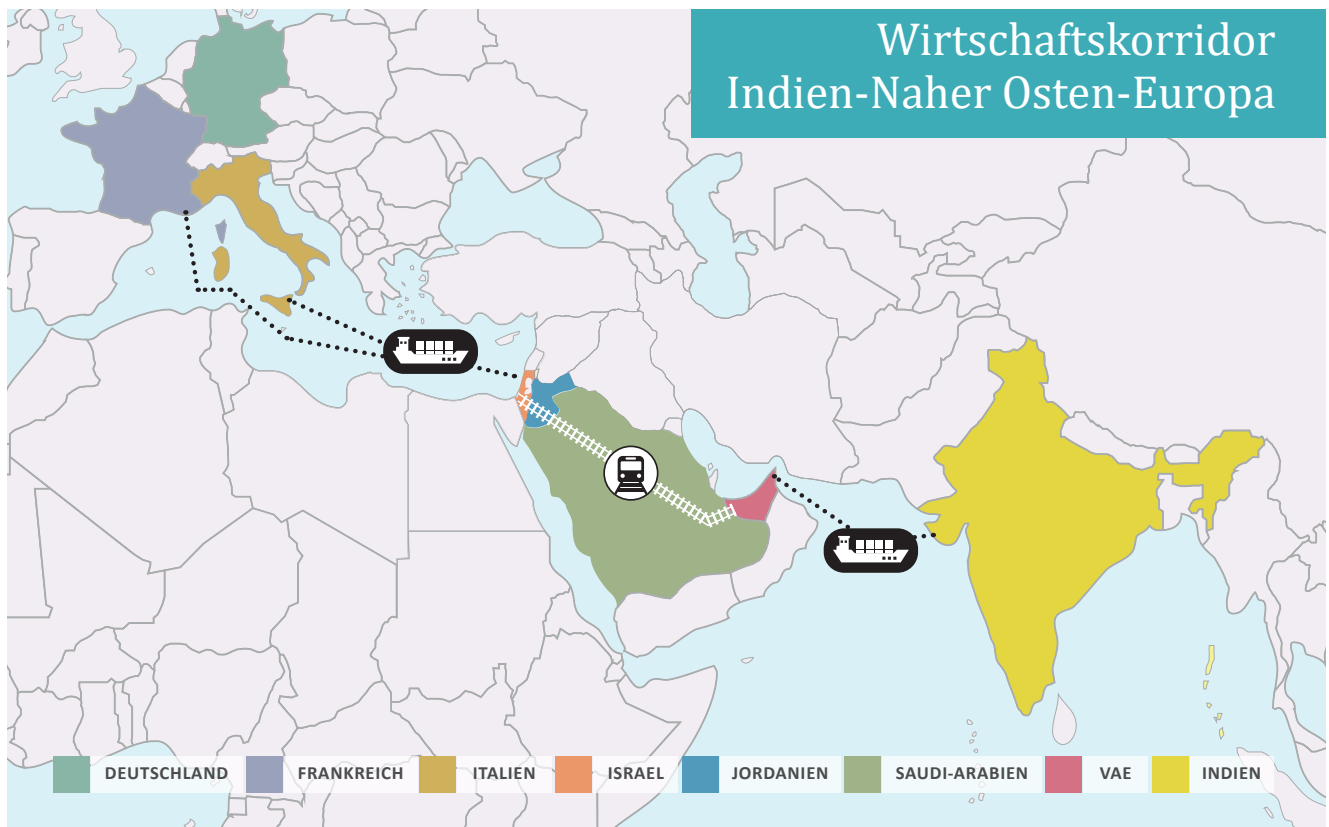 Wirtschaftskorridor
Indien-Naher Osten-Europa
DEUTSCHLAND
FRANKREICH
ITALIEN
ISRAEL
JORDANIEN
SAUDI-ARABIEN
VAE
INDIEN